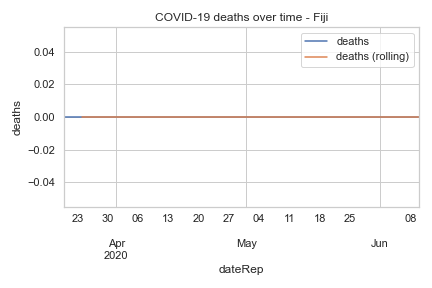 COVID-19 deaths over time - Fiji
deaths
deaths (rolling)
0.04
0.02
0.00
−0.02
−0.04
deaths
23 30 06 13 20 27 04 11 18 25 08
Apr May Jun
2020
dateRep